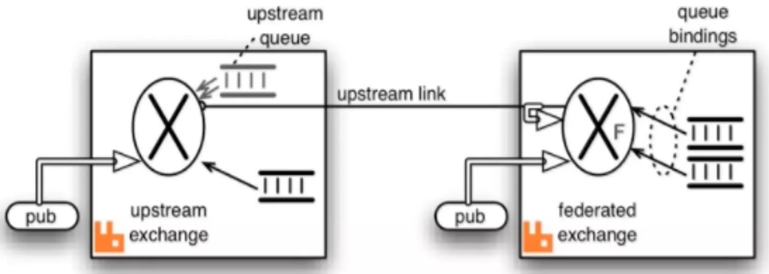 upstream
queue
queue
bindings
upstream link
F
pub
upstream
exchange
pub
federated
exchange